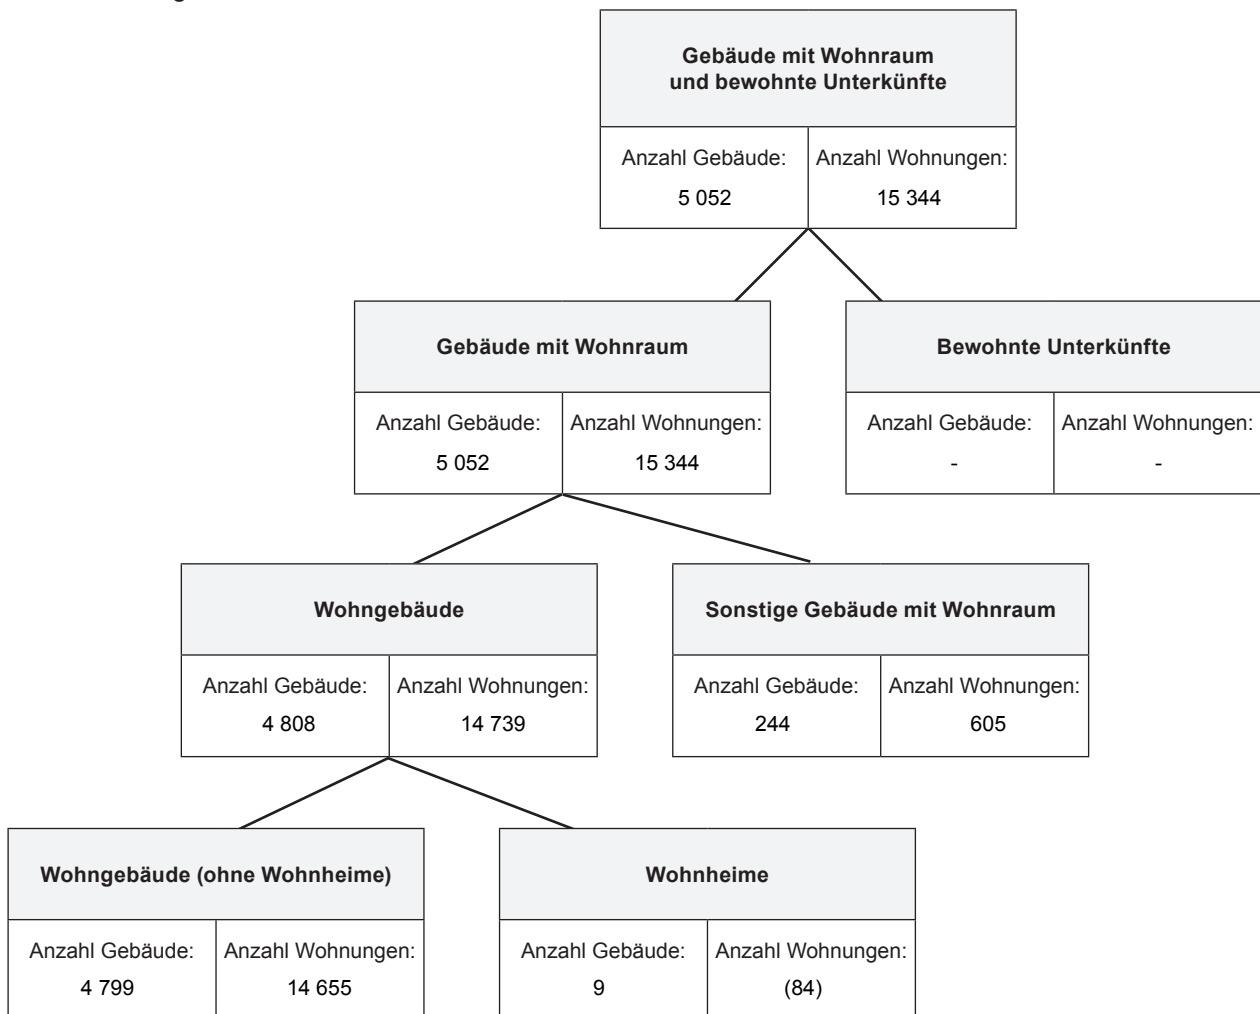 Gebäude mit Wohnraum
und bewohnte Unterkünfte
Anzahl Gebäude: Anzahl Wohnungen:
5 052 15 344
Gebäude mit Wohnraum
Anzahl Gebäude: Anzahl Wohnungen:
5 052 15 344
Bewohnte Unterkünfte
Anzahl Gebäude: Anzahl Wohnungen:
- -
Wohngebäude
Anzahl Gebäude: Anzahl Wohnungen:
4 808 14 739
Sonstige Gebäude mit Wohnraum
Anzahl Gebäude: Anzahl Wohnungen:
244 605
Wohngebäude (ohne Wohnheime)
Anzahl Gebäude: Anzahl Wohnungen:
4 799 14 655
Wohnheime
Anzahl Gebäude: Anzahl Wohnungen:
9 (84)